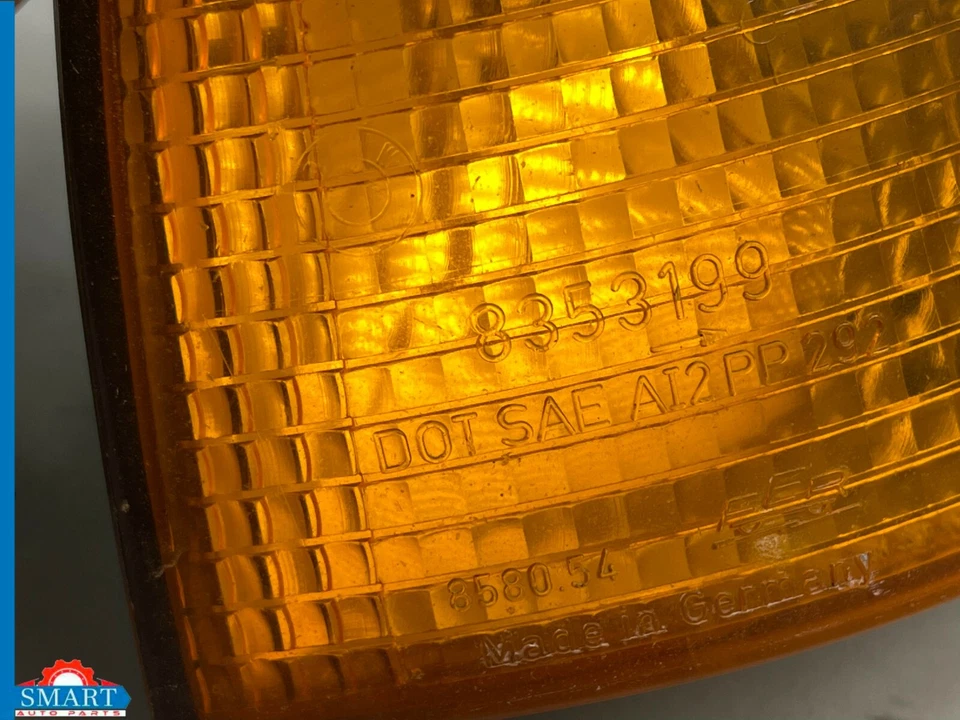 8353199
DOT SAE AI2PP 292
8580.54
Made in Germany
SMART
AUTO PARTS